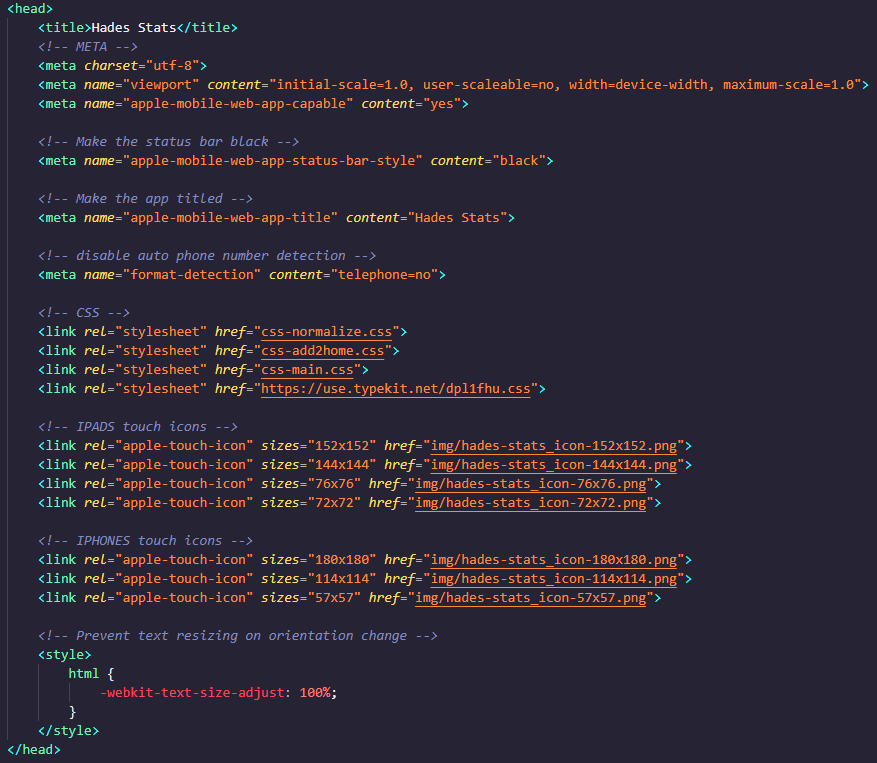 <head>
<title>Hades Stats</title>
<!-- META -->
<meta charset="utf-8">
<meta name="viewport" content="initial-scale=1.0, user-scaleable=no, width=device-width, maximum-scale=1.0">
<meta name="apple-mobile-web-app-capable" content="yes">
<!-- Make the status bar black -->
<meta name="apple-mobile-web-app-status-bar-style" content="black">
<!-- Make the app titled -->
<meta name="apple-mobile-web-app-title" content="Hades Stats">
<!-- disable auto phone number detection -->
<meta name="format-detection" content="telephone=no">
<!-- CSS -->
<link rel="stylesheet" href="css-normalize.css">
<link rel="stylesheet" href="css-add2home.css">
<link rel="stylesheet" href="css-main.css">
<link rel="stylesheet" href="https://use.typekit.net/dpl1fhu.css">
<!-- IPADS touch icons -->
<link rel="apple-touch-icon" sizes="152x152" href="img/hades-stats_icon-152x152.png">
<link rel="apple-touch-icon" sizes="144x144" href="img/hades-stats_icon-144x144.png">
<link rel="apple-touch-icon" sizes="76x76" href="img/hades-stats_icon-76x76.png">
<link rel="apple-touch-icon" sizes="72x72" href="img/hades-stats_icon-72x72.png">
<!-- IPHONES touch icons -->
<link rel="apple-touch-icon" sizes="180x180" href="img/hades-stats_icon-180x180.png">
<link rel="apple-touch-icon" sizes="114x114" href="img/hades-stats_icon-114x114.png">
<link rel="apple-touch-icon" sizes="57x57" href="img/hades-stats_icon-57x57.png">
<!-- Prevent text resizing on orientation change -->
<style>
html {
-webkit-text-size-adjust: 100%;
}
</style>
</head>